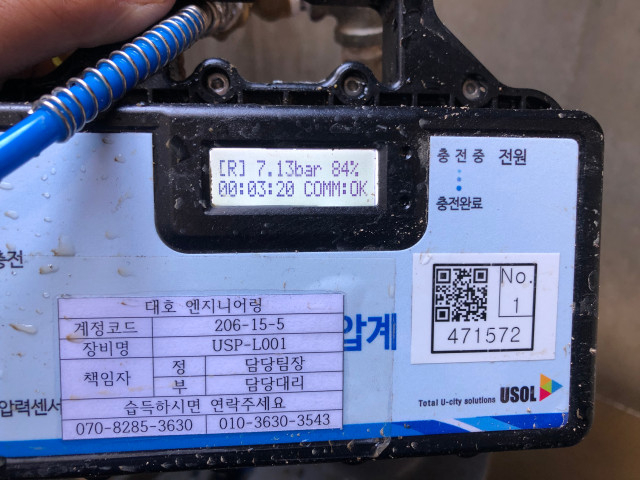 [R] 7.13bar 84%
00:03:20 COMM:OK
충전중 전원
충전완료
충전
No.
1
471572
대호 엔지니어링
계정코드 206-15-5
장비명 USP-L001
책임자 정 담당팀장
부 담당대리
습득하시면 연락주세요
070-8285-3630 010-3630-3543
압계
압력센서
Total U-city solutions USOL